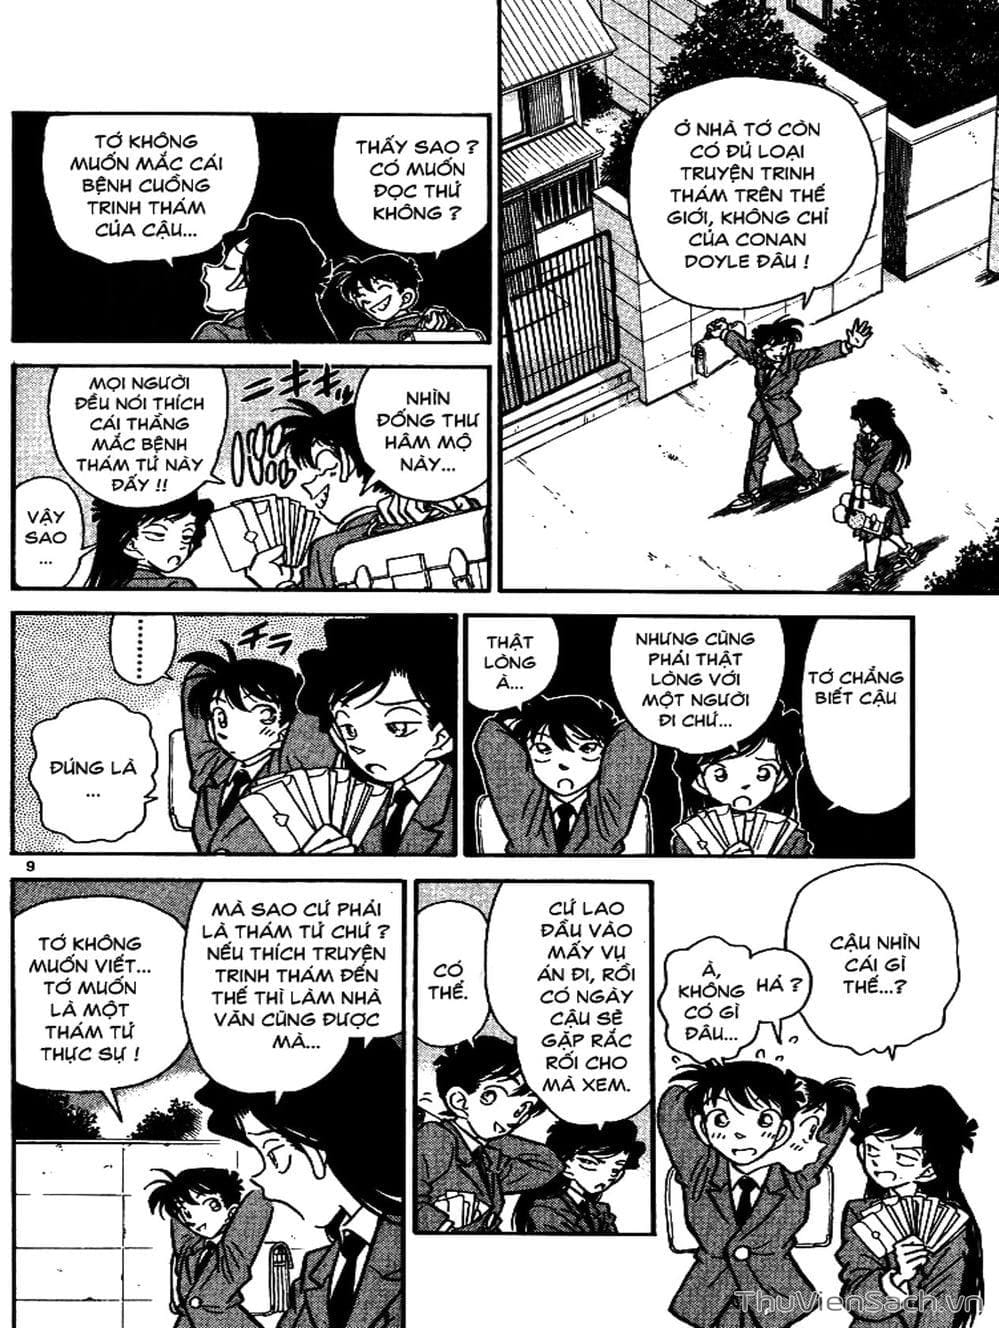 Ở NHÀ TỚ CÒN
CÓ ĐỦ LOẠI
TRUYỆN TRINH
THÁM TRÊN THẾ
GIỚI, KHÔNG CHỈ
CỦA CONAN
DOYLE ĐÂU !
THẤY SAO ?
CÓ MUỐN
ĐỌC THỬ
KHÔNG ?
TỚ KHÔNG
MUỐN MẮC CÁI
BỆNH CUỒNG
TRINH THÁM
CỦA CẬU...
NHÌN
ĐỐNG THƯ
HÂM MỘ
NÀY...
ニギギギッ
MỌI NGƯỜI
ĐỀU NÓI THÍCH
CÁI THẰNG
MẮC BỆNH
THÁM TỬ NÀY
ĐẤY !!
VẬY
SAO
...
TỚ CHẲNG
BIẾT CẬU
NHƯNG CŨNG
PHẢI THẬT
LÒNG VỚI
MỘT NGƯỜI
ĐI CHỨ...
THẬT
LÒNG
À...
チラ
.........
ĐÚNG LÀ
...
9
CẬU NHÌN
CÁI GÌ
THẾ...?
HẢ ?
À,
KHÔNG
CÓ GÌ
ĐÂU...
CỨ LAO
ĐẦU VÀO
MẤY VỤ
ÁN ĐI, RỒI
CÓ NGÀY
CẬU SẼ
GẶP RẮC
RỐI CHO
MÀ XEM.
CÓ
THỂ.
MÀ SAO CỨ PHẢI
LÀ THÁM TỬ CHỨ ?
NẾU THÍCH TRUYỆN
TRINH THÁM ĐẾN
THẾ THÌ LÀM NHÀ
VĂN CŨNG ĐƯỢC
MÀ...
TỚ KHÔNG
MUỐN VIẾT...
TỚ MUỐN
LÀ MỘT
THÁM TỬ
THỰC SỰ !
ThuVienSach.vn